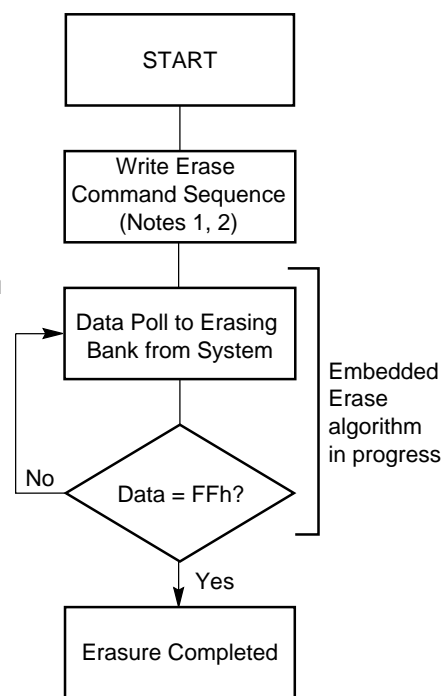 START
Write Erase
Command Sequence
(Notes 1, 2)
Data Poll to Erasing
Bank from System
Embedded
Erase
algorithm
in progress
No
Data = FFh?
Yes
Erasure Completed